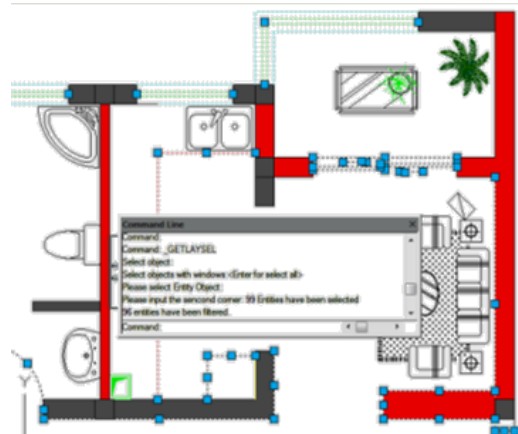 Command Line
Command:
Command: _GETLAYSEL
Select object:
Select objects with windows <Enter for select all>
Please select Entity Object:
Please input the sencond corner: 99 Entities have been selected
96 entities have been filtered.
Command:
Y